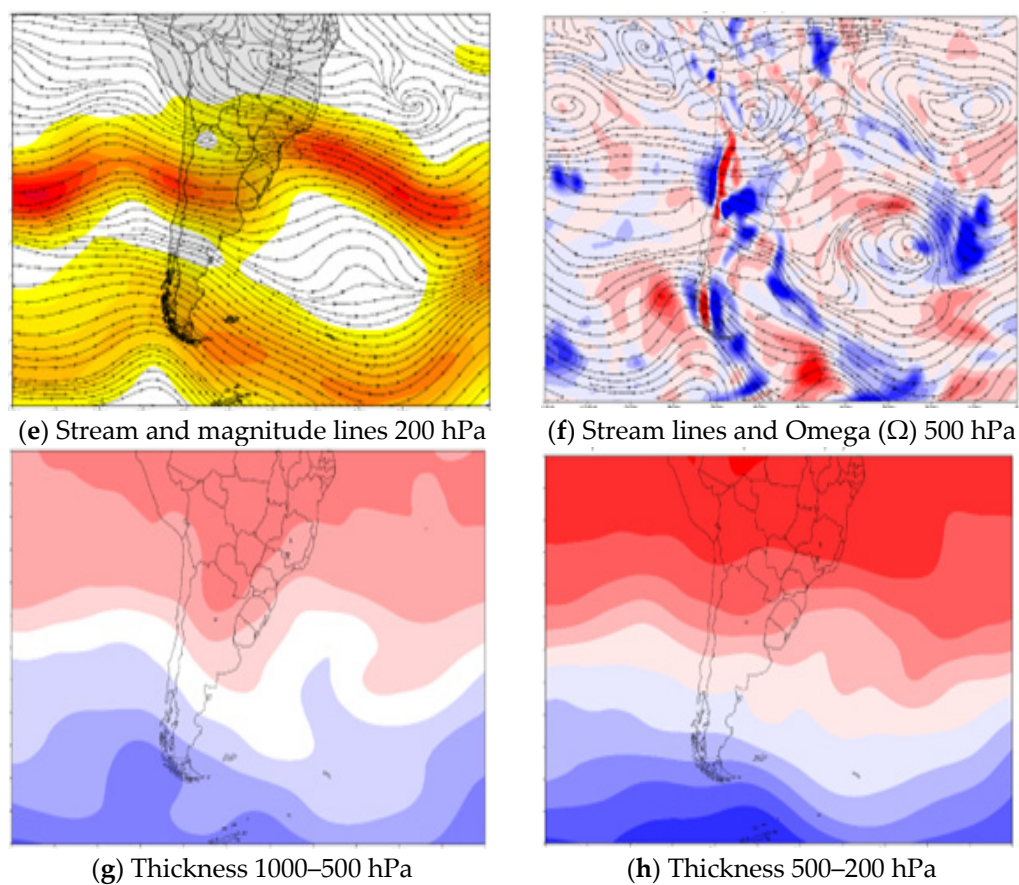 (e) Stream and magnitude lines 200 hPa
(f) Stream lines and Omega (Ω) 500 hPa
(g) Thickness 1000–500 hPa
(h) Thickness 500–200 hPa